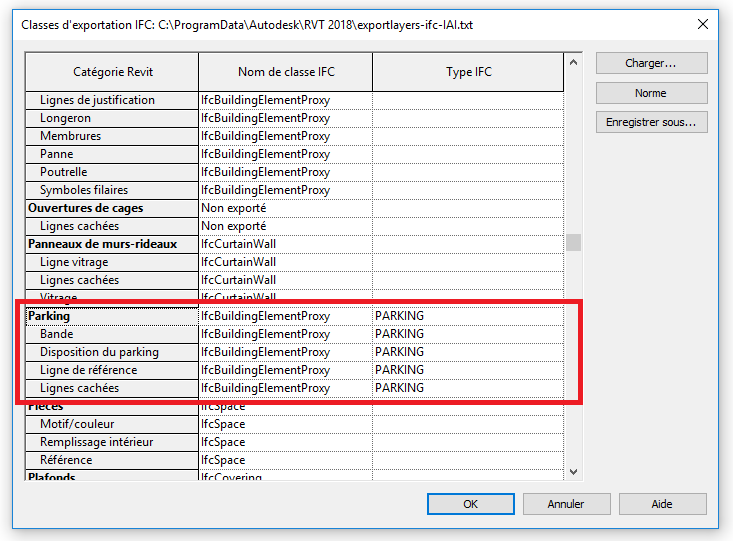 Classes d'exportation IFC: C:\ProgramData\Autodesk\RVT 2018\exportlayers-ifc-IAI.txt
Catégorie Revit Nom de classe IFC Type IFC
Lignes de justification IfcBuildingElementProxy
Longeron IfcBuildingElementProxy
Membrures IfcBuildingElementProxy
Panne IfcBuildingElementProxy
Poutrelle IfcBuildingElementProxy
Symboles filaires IfcBuildingElementProxy
Ouvertures de cages Non exporté
Lignes cachées Non exporté
Panneaux de murs-rideaux IfcCurtainWall
Ligne vitrage IfcCurtainWall
Lignes cachées IfcCurtainWall
Vitrage IfcCurtainWall
Parking IfcBuildingElementProxy PARKING
Bande IfcBuildingElementProxy PARKING
Disposition du parking IfcBuildingElementProxy PARKING
Ligne de référence IfcBuildingElementProxy PARKING
Lignes cachées IfcBuildingElementProxy PARKING
Pièces IfcSpace
Motif/couleur IfcSpace
Remplissage intérieur IfcSpace
Référence IfcSpace
Plafonds IfcCovering
Charger...
Norme
Enregistrer sous...
OK Annuler Aide